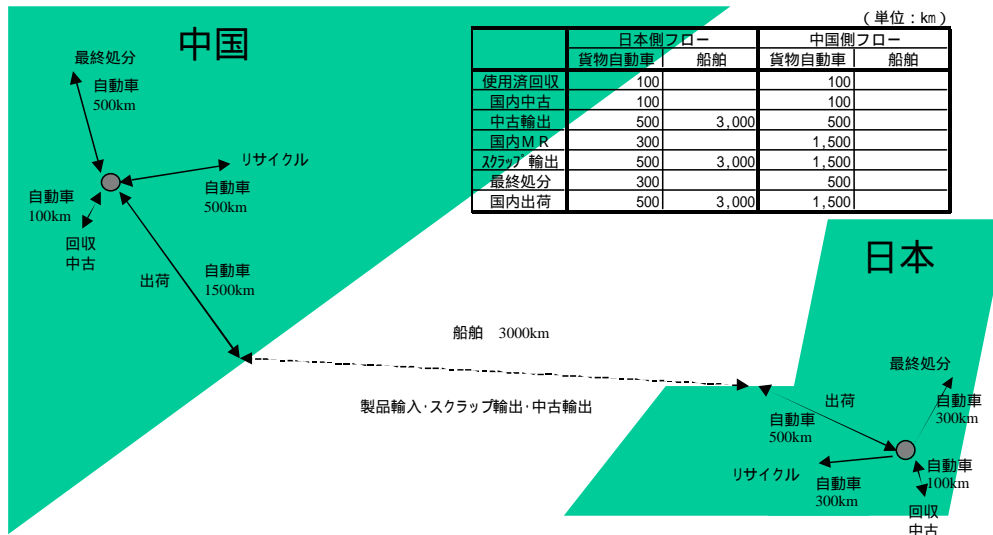 中国
最終処分
自動車
500km
リサイクル
自動車
500km
自動車
100km
回収
中古
出荷
自動車
1500km
(単位：km)
日本側フロー 中国側フロー
貨物自動車 船舶 貨物自動車 船舶
使用済回収 100 100
国内中古 100 100
中古輸出 500 3,000 500
国内MR 300 1,500
スクラップ輸出 500 3,000 1,500
最終処分 300 500
国内出荷 500 3,000 1,500
日本
船舶 3000km
製品輸入･スクラップ輸出･中古輸出
最終処分
自動車
300km
出荷
自動車
500km
リサイクル
自動車
300km
自動車
100km
回収
中古